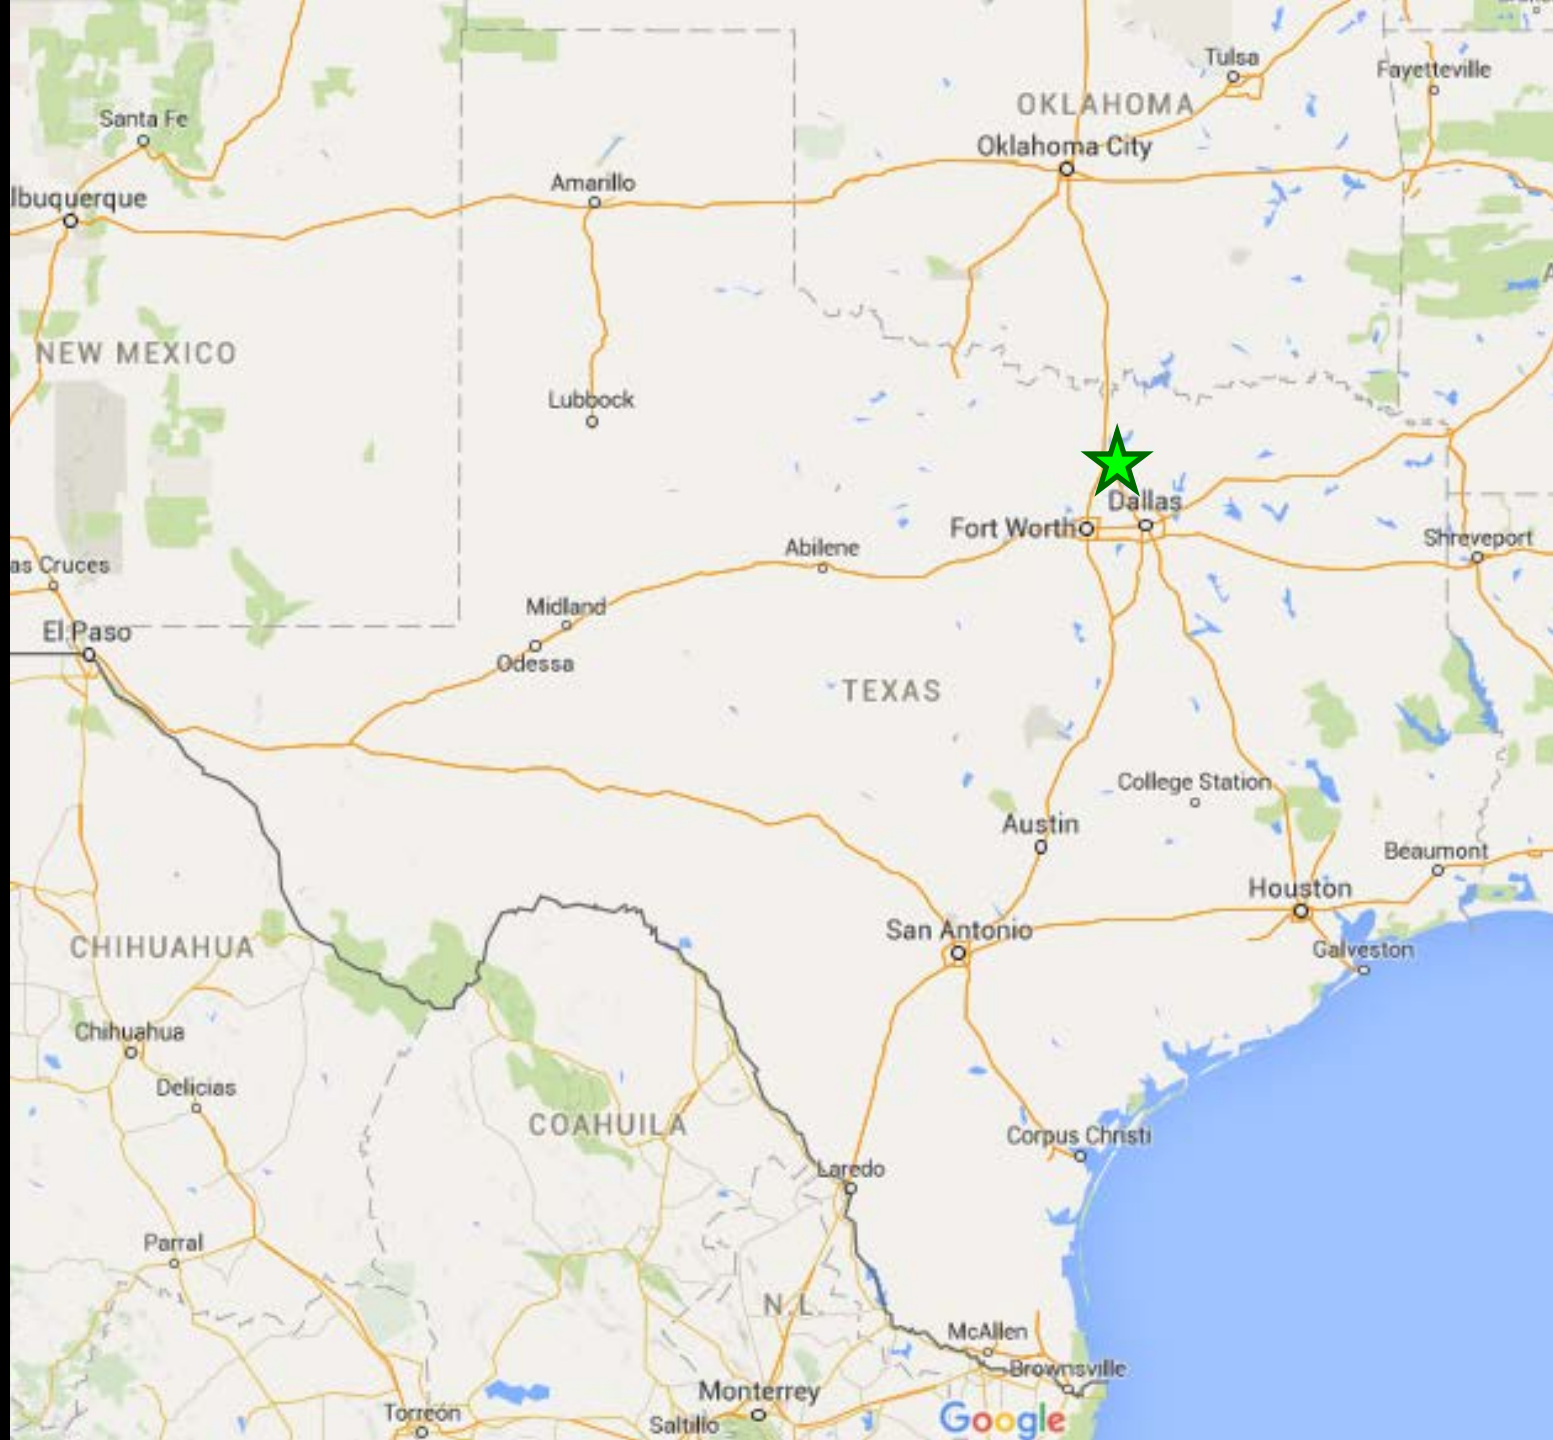 Tulsa
Fayetteville
OKLAHOMA
Santa Fe
Oklahoma City
Amarillo
lbuquerque
NEW MEXICO
Lubbock
Dallas
Fort Worth
Shreveport
Abilene
as Cruces
Midland
El Paso
Odessa
TEXAS
College Station
Austin
Beaumont
Houston
San Antonio
CHIHUAHUA
Galveston
Chihuahua
Delicias
COAHUILA
Corpus Christi
Laredo
Parral
N.L.
McAllen
Brownsville
Monterrey
Torreón
Saltillo
Google